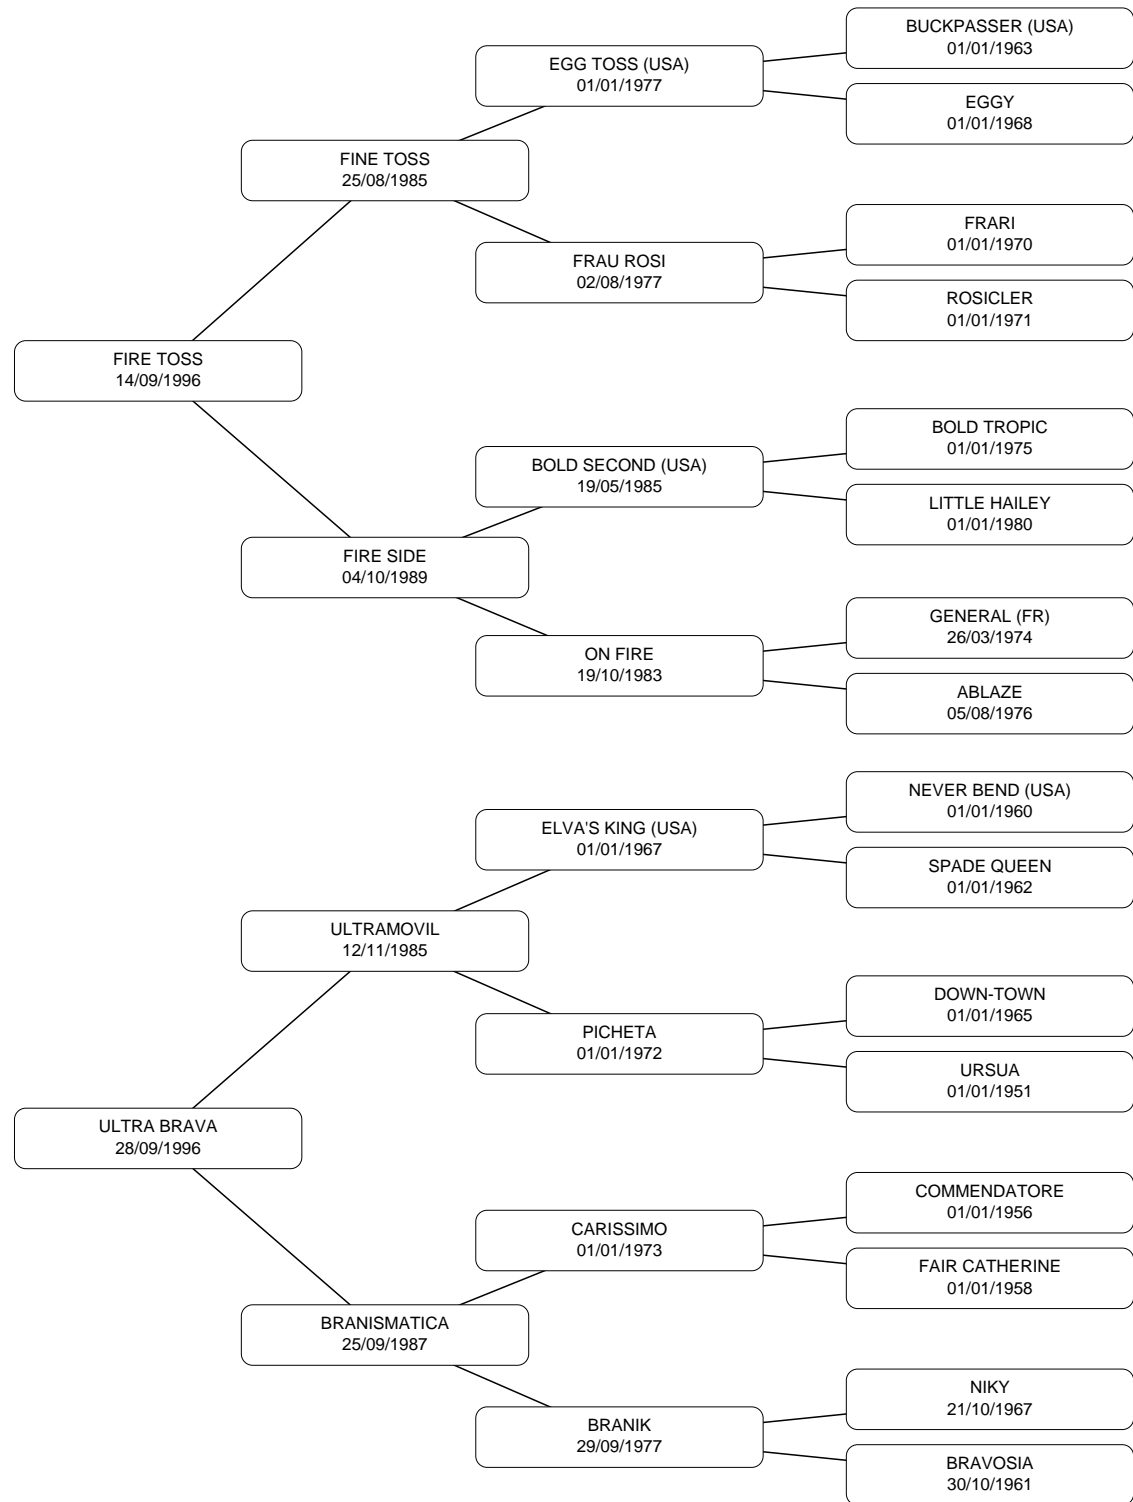 BUCKPASSER (USA)
01/01/1963
EGG TOSS (USA)
01/01/1977
EGGY
01/01/1968
FINE TOSS
25/08/1985
FRARI
01/01/1970
FRAU ROSI
02/08/1977
ROSICLER
01/01/1971
FIRE TOSS
14/09/1996
BOLD TROPIC
01/01/1975
BOLD SECOND (USA)
19/05/1985
LITTLE HAILEY
01/01/1980
FIRE SIDE
04/10/1989
GENERAL (FR)
26/03/1974
ON FIRE
19/10/1983
ABLAZE
05/08/1976
NEVER BEND (USA)
01/01/1960
ELVA'S KING (USA)
01/01/1967
SPADE QUEEN
01/01/1962
ULTRAMOVIL
12/11/1985
DOWN-TOWN
01/01/1965
PICHETA
01/01/1972
URSUA
01/01/1951
ULTRA BRAVA
28/09/1996
COMMENDATORE
01/01/1956
CARISSIMO
01/01/1973
FAIR CATHERINE
01/01/1958
BRANISMATICA
25/09/1987
NIKY
21/10/1967
BRANIK
29/09/1977
BRAVOSIA
30/10/1961